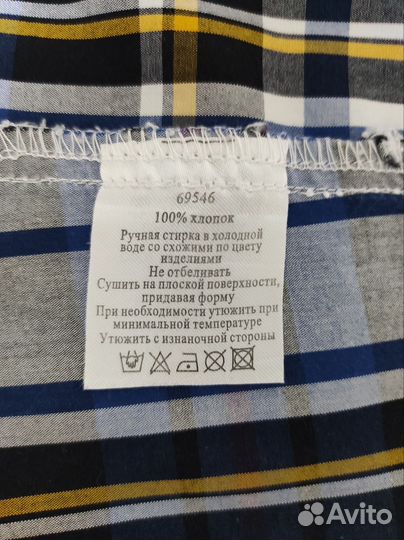 69546
100% хлопок
Ручная стирка в холодной
воде со схожими по цвету
изделиями
Не отбеливать
Сушить на плоской поверхности,
придавая форму
При необходимости утюжить при
минимальной температуре
Утюжить с изнаночной стороны
Avito